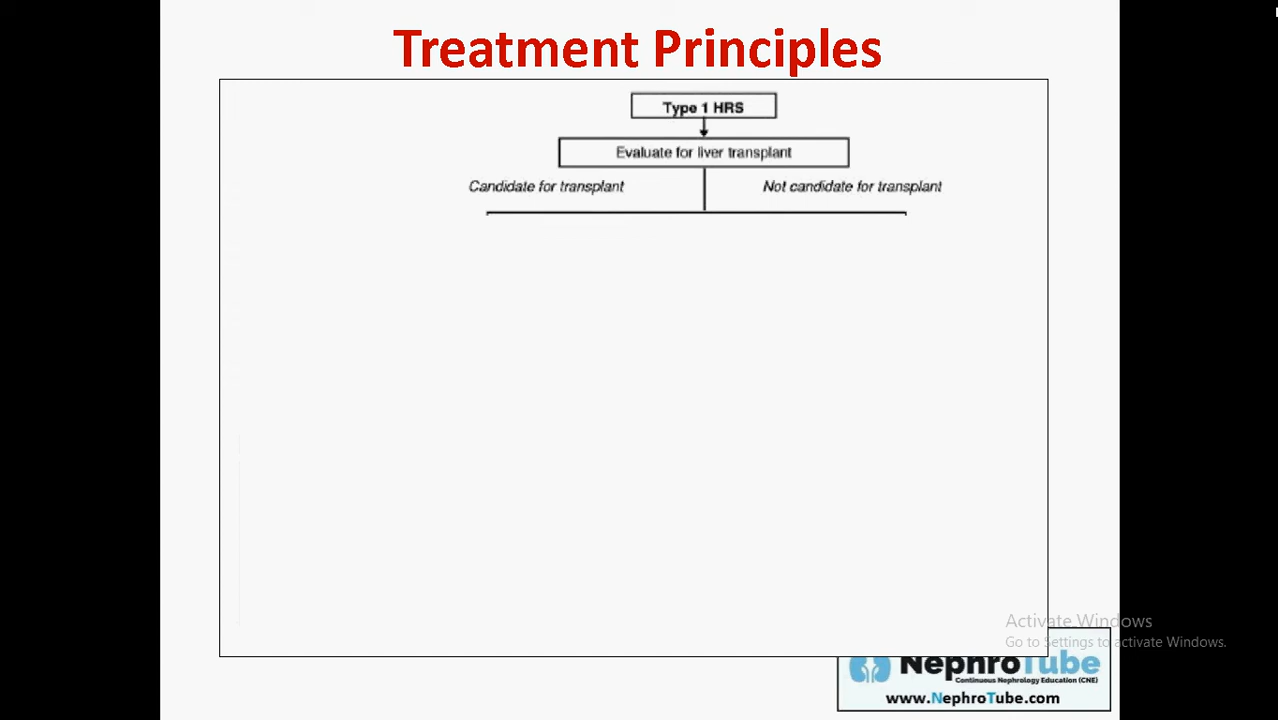 Treatment Principles
Type 1 HRS
Evaluate for liver transplant
Candidate for transplant
Not candidate for transplant
Activate Windows
Go to Settings to activate Windows.
NephroTube
Continuous Nephrology Education (CNE)
www.NephroTube.com